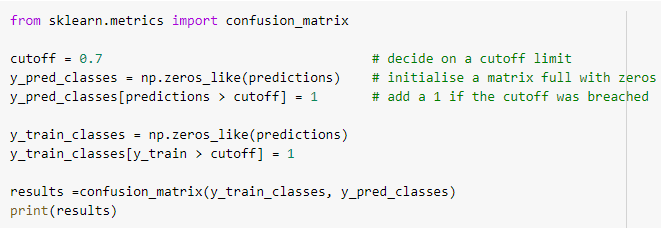 from sklearn.metrics import confusion_matrix
cutoff = 0.7 # decide on a cutoff limit
y_pred_classes = np.zeros_like(predictions) # initialise a matrix full with zeros
y_pred_classes[predictions > cutoff] = 1 # add a 1 if the cutoff was breached
y_train_classes = np.zeros_like(predictions)
y_train_classes[y_train > cutoff] = 1
results =confusion_matrix(y_train_classes, y_pred_classes)
print(results)